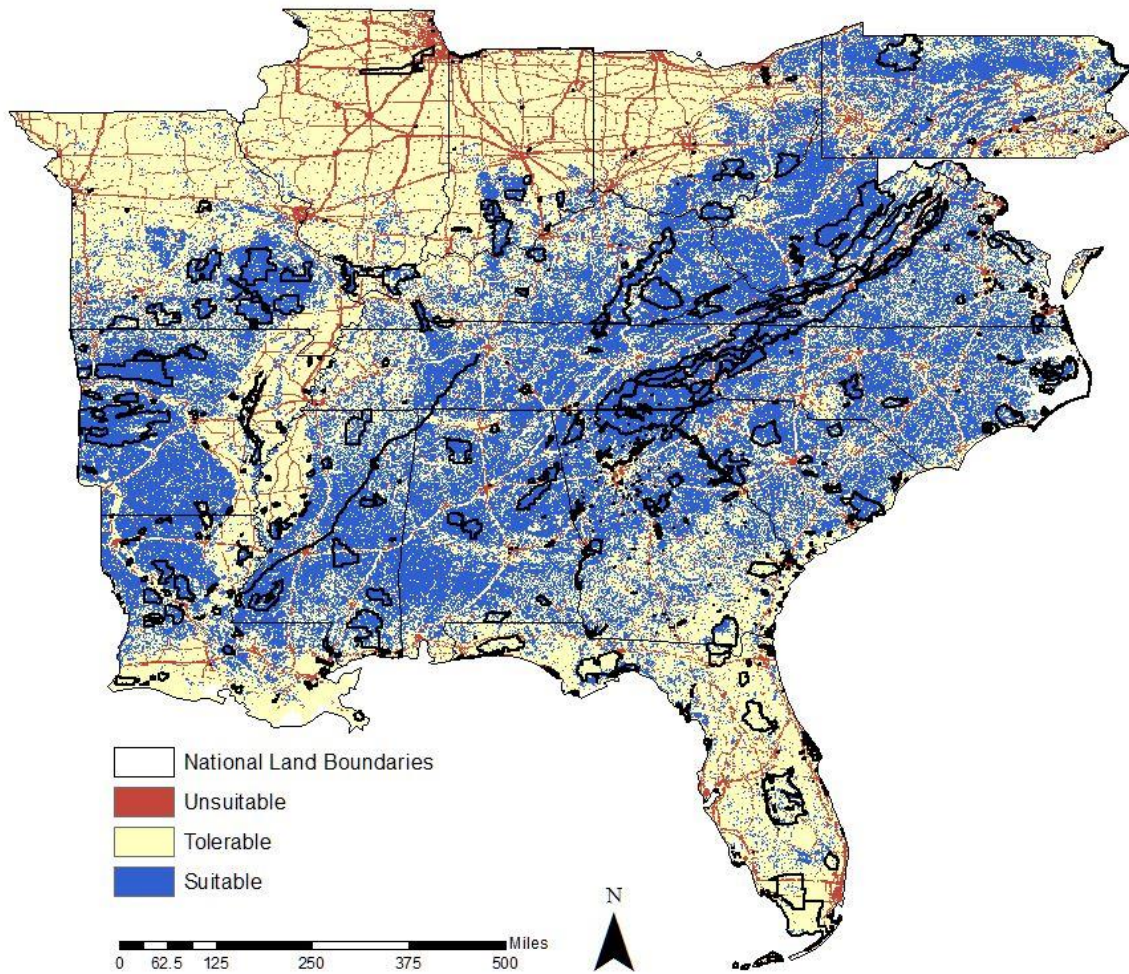 National Land Boundaries
Unsuitable
Tolerable
Suitable
N
Miles
0 62.5 125 250 375 500